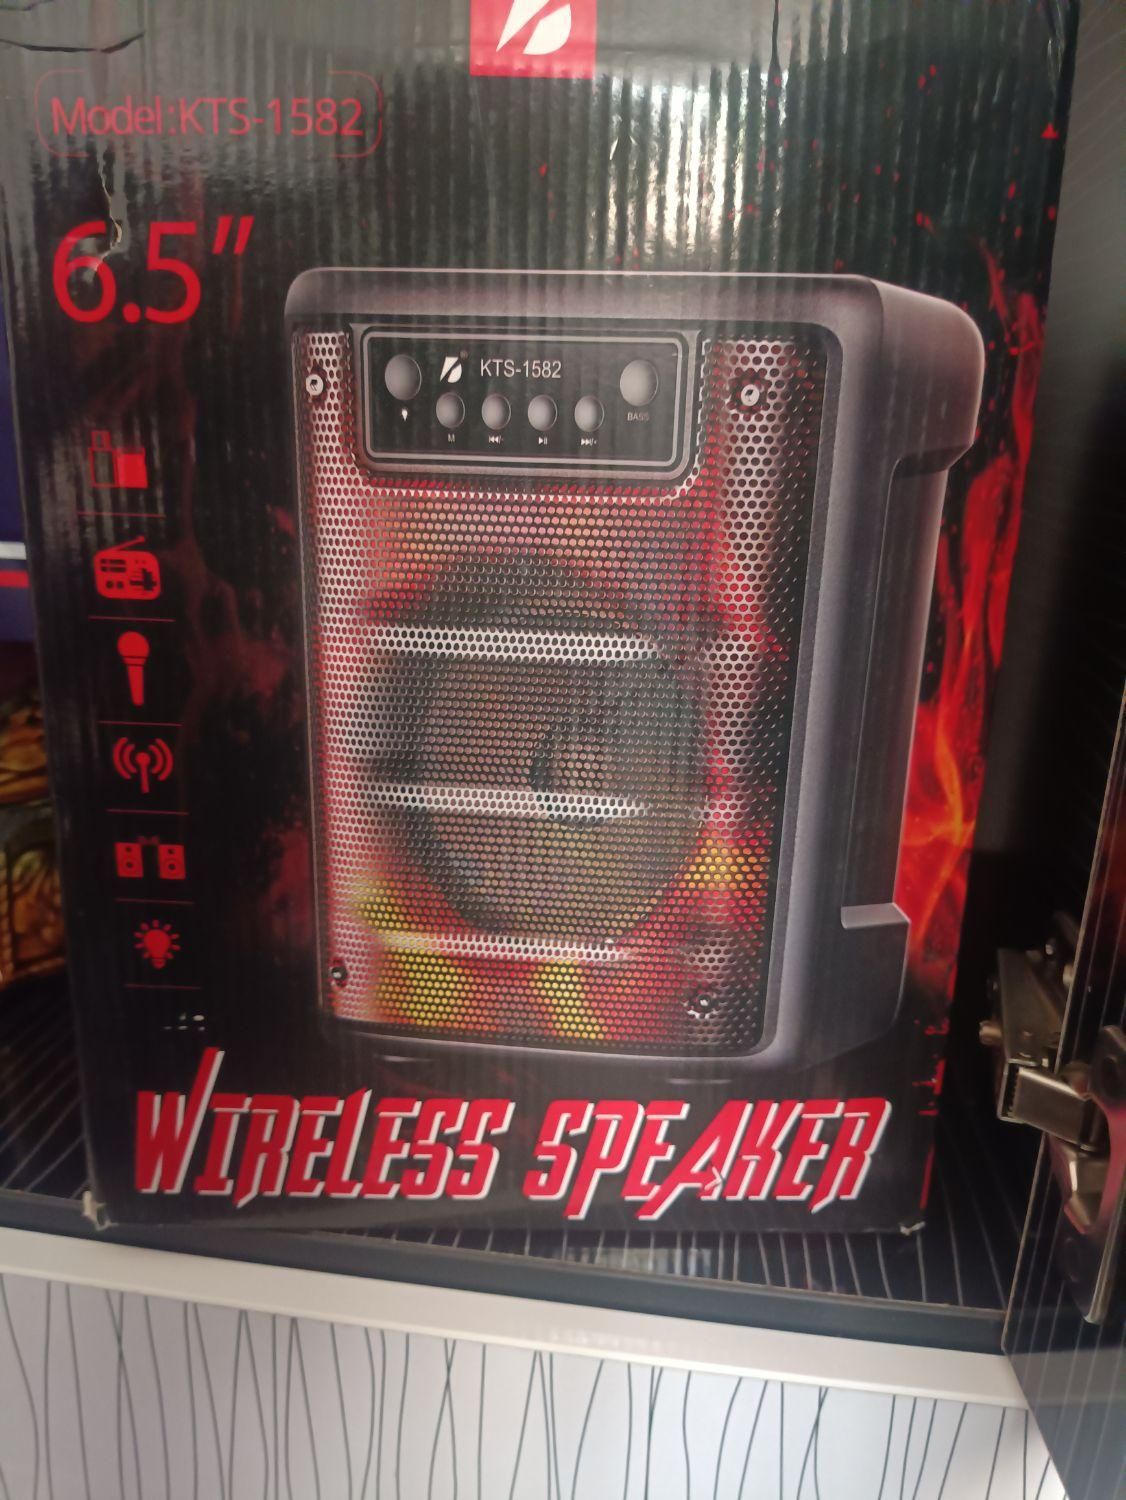 Model:KTS-1582
6.5"
KTS-1582
BASS
M
WIRELESS SPEAKER